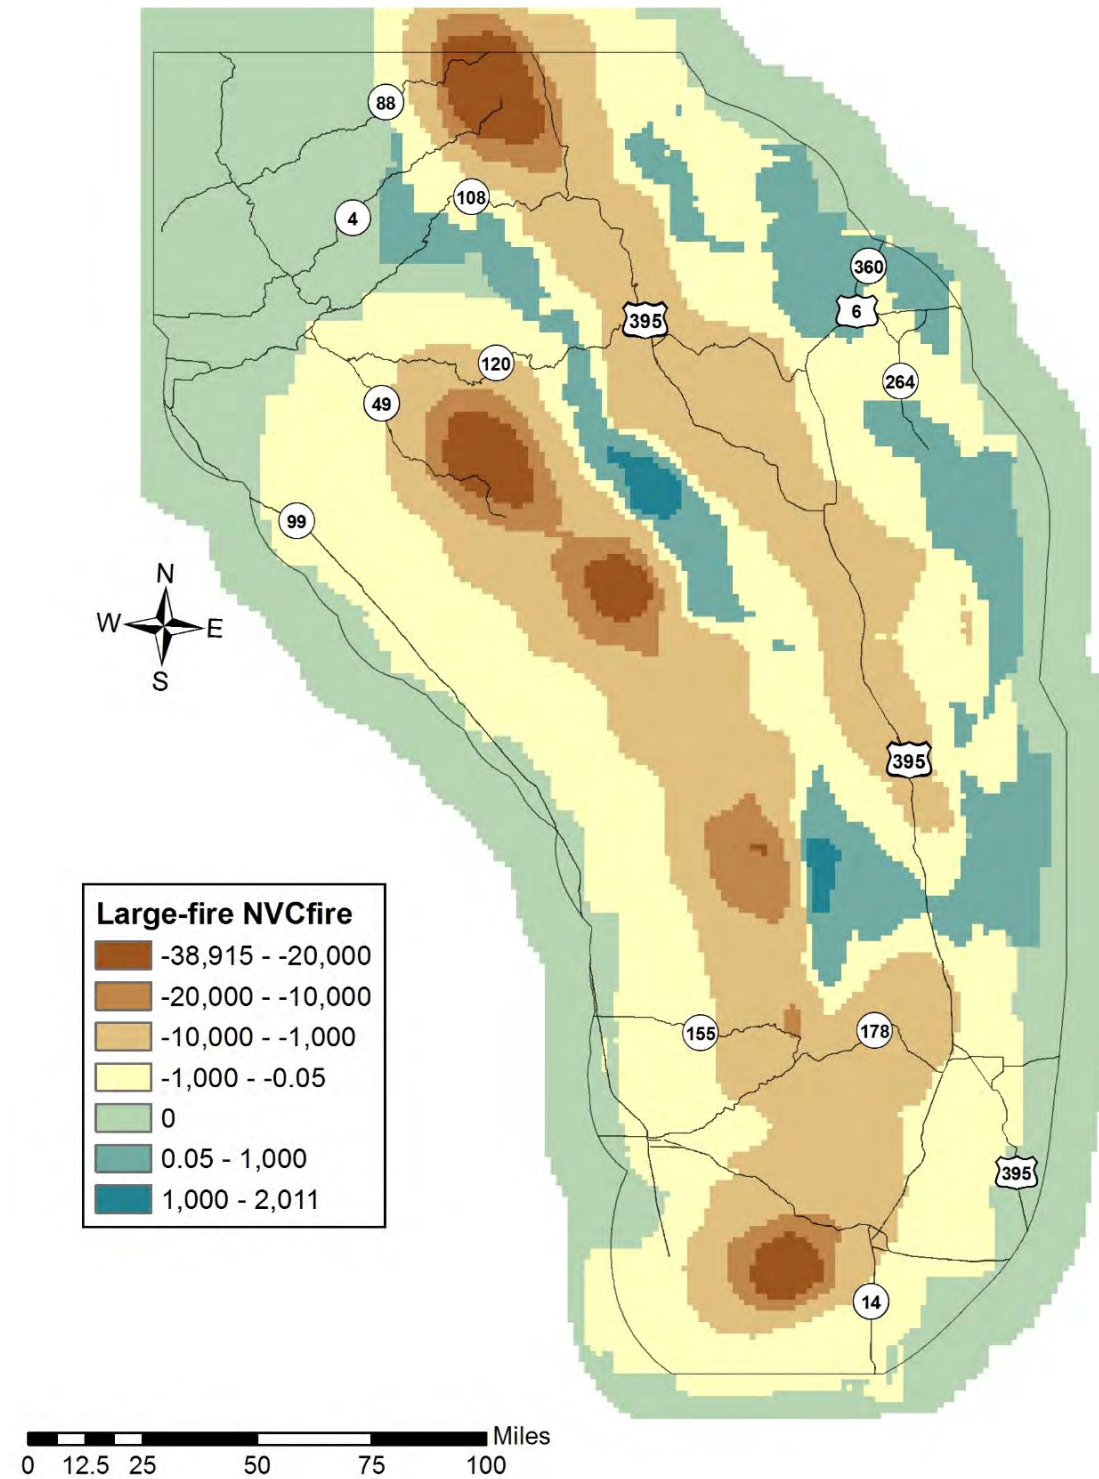 88
108
4
360
6
395
120
264
49
99
N
W E
S
395
Large-fire NVCfire
-38,915 - -20,000
-20,000 - -10,000
-10,000 - -1,000
-1,000 - -0.05
0
0.05 - 1,000
1,000 - 2,011
155
178
395
14
Miles
0 12.5 25 50 75 100